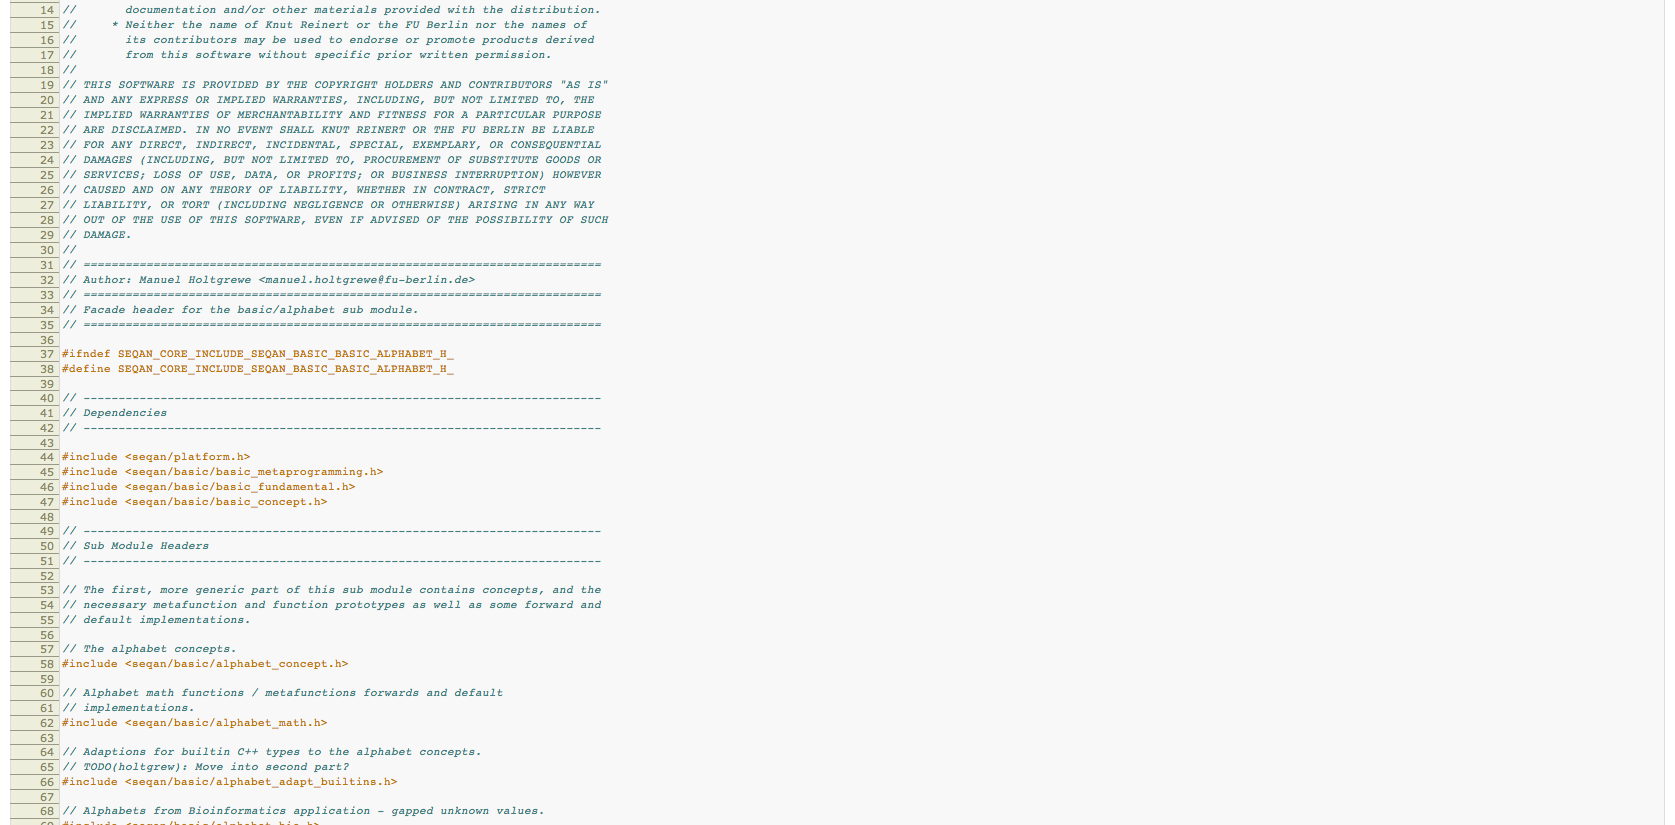 14 //       documentation and/or other materials provided with the distribution.
15 //     * Neither the name of Knut Reinert or the FU Berlin nor the names of
16 //       its contributors may be used to endorse or promote products derived
17 //       from this software without specific prior written permission.
18 //
19 // THIS SOFTWARE IS PROVIDED BY THE COPYRIGHT HOLDERS AND CONTRIBUTORS "AS IS"
20 // AND ANY EXPRESS OR IMPLIED WARRANTIES, INCLUDING, BUT NOT LIMITED TO, THE
21 // IMPLIED WARRANTIES OF MERCHANTABILITY AND FITNESS FOR A PARTICULAR PURPOSE
22 // ARE DISCLAIMED. IN NO EVENT SHALL KNUT REINERT OR THE FU BERLIN BE LIABLE
23 // FOR ANY DIRECT, INDIRECT, INCIDENTAL, SPECIAL, EXEMPLARY, OR CONSEQUENTIAL
24 // DAMAGES (INCLUDING, BUT NOT LIMITED TO, PROCUREMENT OF SUBSTITUTE GOODS OR
25 // SERVICES; LOSS OF USE, DATA, OR PROFITS; OR BUSINESS INTERRUPTION) HOWEVER
26 // CAUSED AND ON ANY THEORY OF LIABILITY, WHETHER IN CONTRACT, STRICT
27 // LIABILITY, OR TORT (INCLUDING NEGLIGENCE OR OTHERWISE) ARISING IN ANY WAY
28 // OUT OF THE USE OF THIS SOFTWARE, EVEN IF ADVISED OF THE POSSIBILITY OF SUCH
29 // DAMAGE.
30 //
31 // ==========================================================================
32 // Author: Manuel Holtgrewe <manuel.holtgrewe@fu-berlin.de>
33 // ==========================================================================
34 // Facade header for the basic/alphabet sub module.
35 // ==========================================================================
36
37 #ifndef SEQAN_CORE_INCLUDE_SEQAN_BASIC_BASIC_ALPHABET_H_
38 #define SEQAN_CORE_INCLUDE_SEQAN_BASIC_BASIC_ALPHABET_H_
39
40 // --------------------------------------------------------------------------
41 // Dependencies
42 // --------------------------------------------------------------------------
43
44 #include <seqan/platform.h>
45 #include <seqan/basic/basic_metaprogramming.h>
46 #include <seqan/basic/basic_fundamental.h>
47 #include <seqan/basic/basic_concept.h>
48
49 // --------------------------------------------------------------------------
50 // Sub Module Headers
51 // --------------------------------------------------------------------------
52
53 // The first, more generic part of this sub module contains concepts, and the
54 // necessary metafunction and function prototypes as well as some forward and
55 // default implementations.
56
57 // The alphabet concepts.
58 #include <seqan/basic/alphabet_concept.h>
59
60 // Alphabet math functions / metafunctions forwards and default
61 // implementations.
62 #include <seqan/basic/alphabet_math.h>
63
64 // Adaptions for builtin C++ types to the alphabet concepts.
65 // TODO(holtgrew): Move into second part?
66 #include <seqan/basic/alphabet_adapt_builtins.h>
67
68 // Alphabets from Bioinformatics application - gapped unknown values.
69 #include <seqan/basic/alphabet_bio.h>